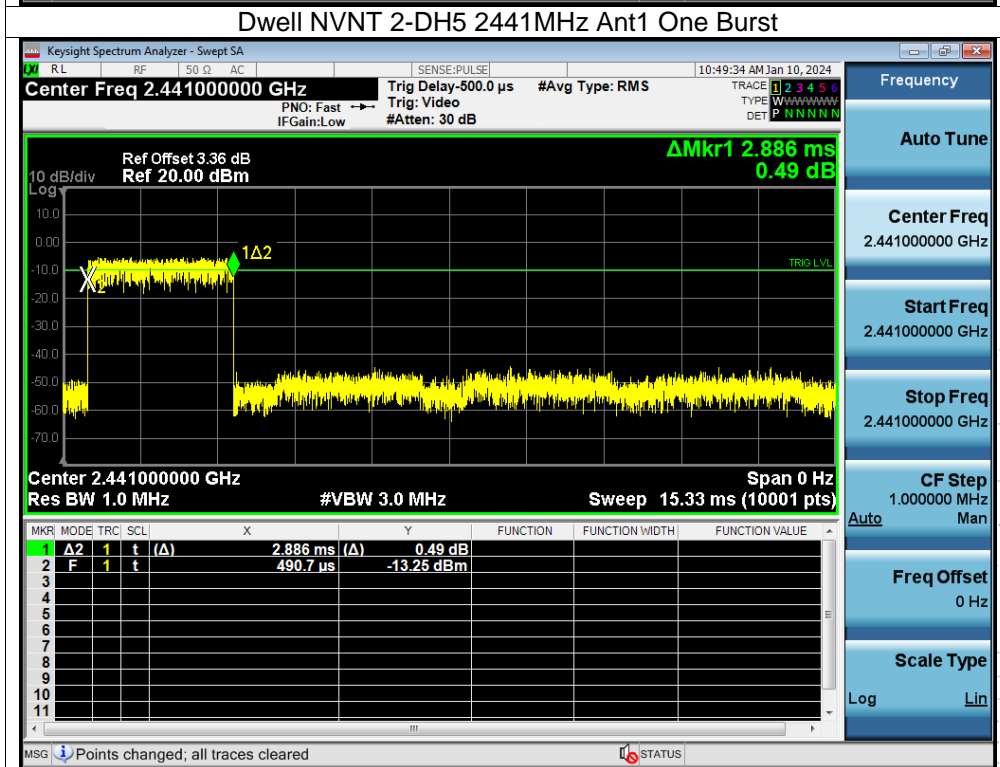 Dwell NVNT 2-DH5 2441MHz Ant1 One Burst
Keysight Spectrum Analyzer - Swept SA
LXI RL RF 50 Ω AC SENSE:PULSE 10:49:34 AM Jan 10, 2024
Center Freq 2.441000000 GHz Trig Delay-500.0 µs #Avg Type: RMS TRACE 1 2 3 4 5 6
PNO: Fast Trig: Video TYPE WWWWWW
IFGain:Low #Atten: 30 dB DET P N N N N N
Frequency
ΔMkr1 2.886 ms
0.49 dB
Ref Offset 3.36 dB
10 dB/div Ref 20.00 dBm
Log
10.0
0.00
-10.0
-20.0
-30.0
-40.0
-50.0
-60.0
-70.0
1Δ2
TRIG LVL
2
Center 2.441000000 GHz Span 0 Hz
Res BW 1.0 MHz #VBW 3.0 MHz Sweep 15.33 ms (10001 pts)
MKR MODE TRC SCL X Y FUNCTION FUNCTION WIDTH FUNCTION VALUE
1 Δ2 1 t (Δ) 2.886 ms (Δ) 0.49 dB
2 F 1 t 490.7 µs -13.25 dBm
3
4
5
6
7
8
9
10
11
MSG Points changed; all traces cleared STATUS
Auto Tune
Center Freq
2.441000000 GHz
Start Freq
2.441000000 GHz
Stop Freq
2.441000000 GHz
CF Step
1.000000 MHz
Auto Man
Freq Offset
0 Hz
Scale Type
Log Lin